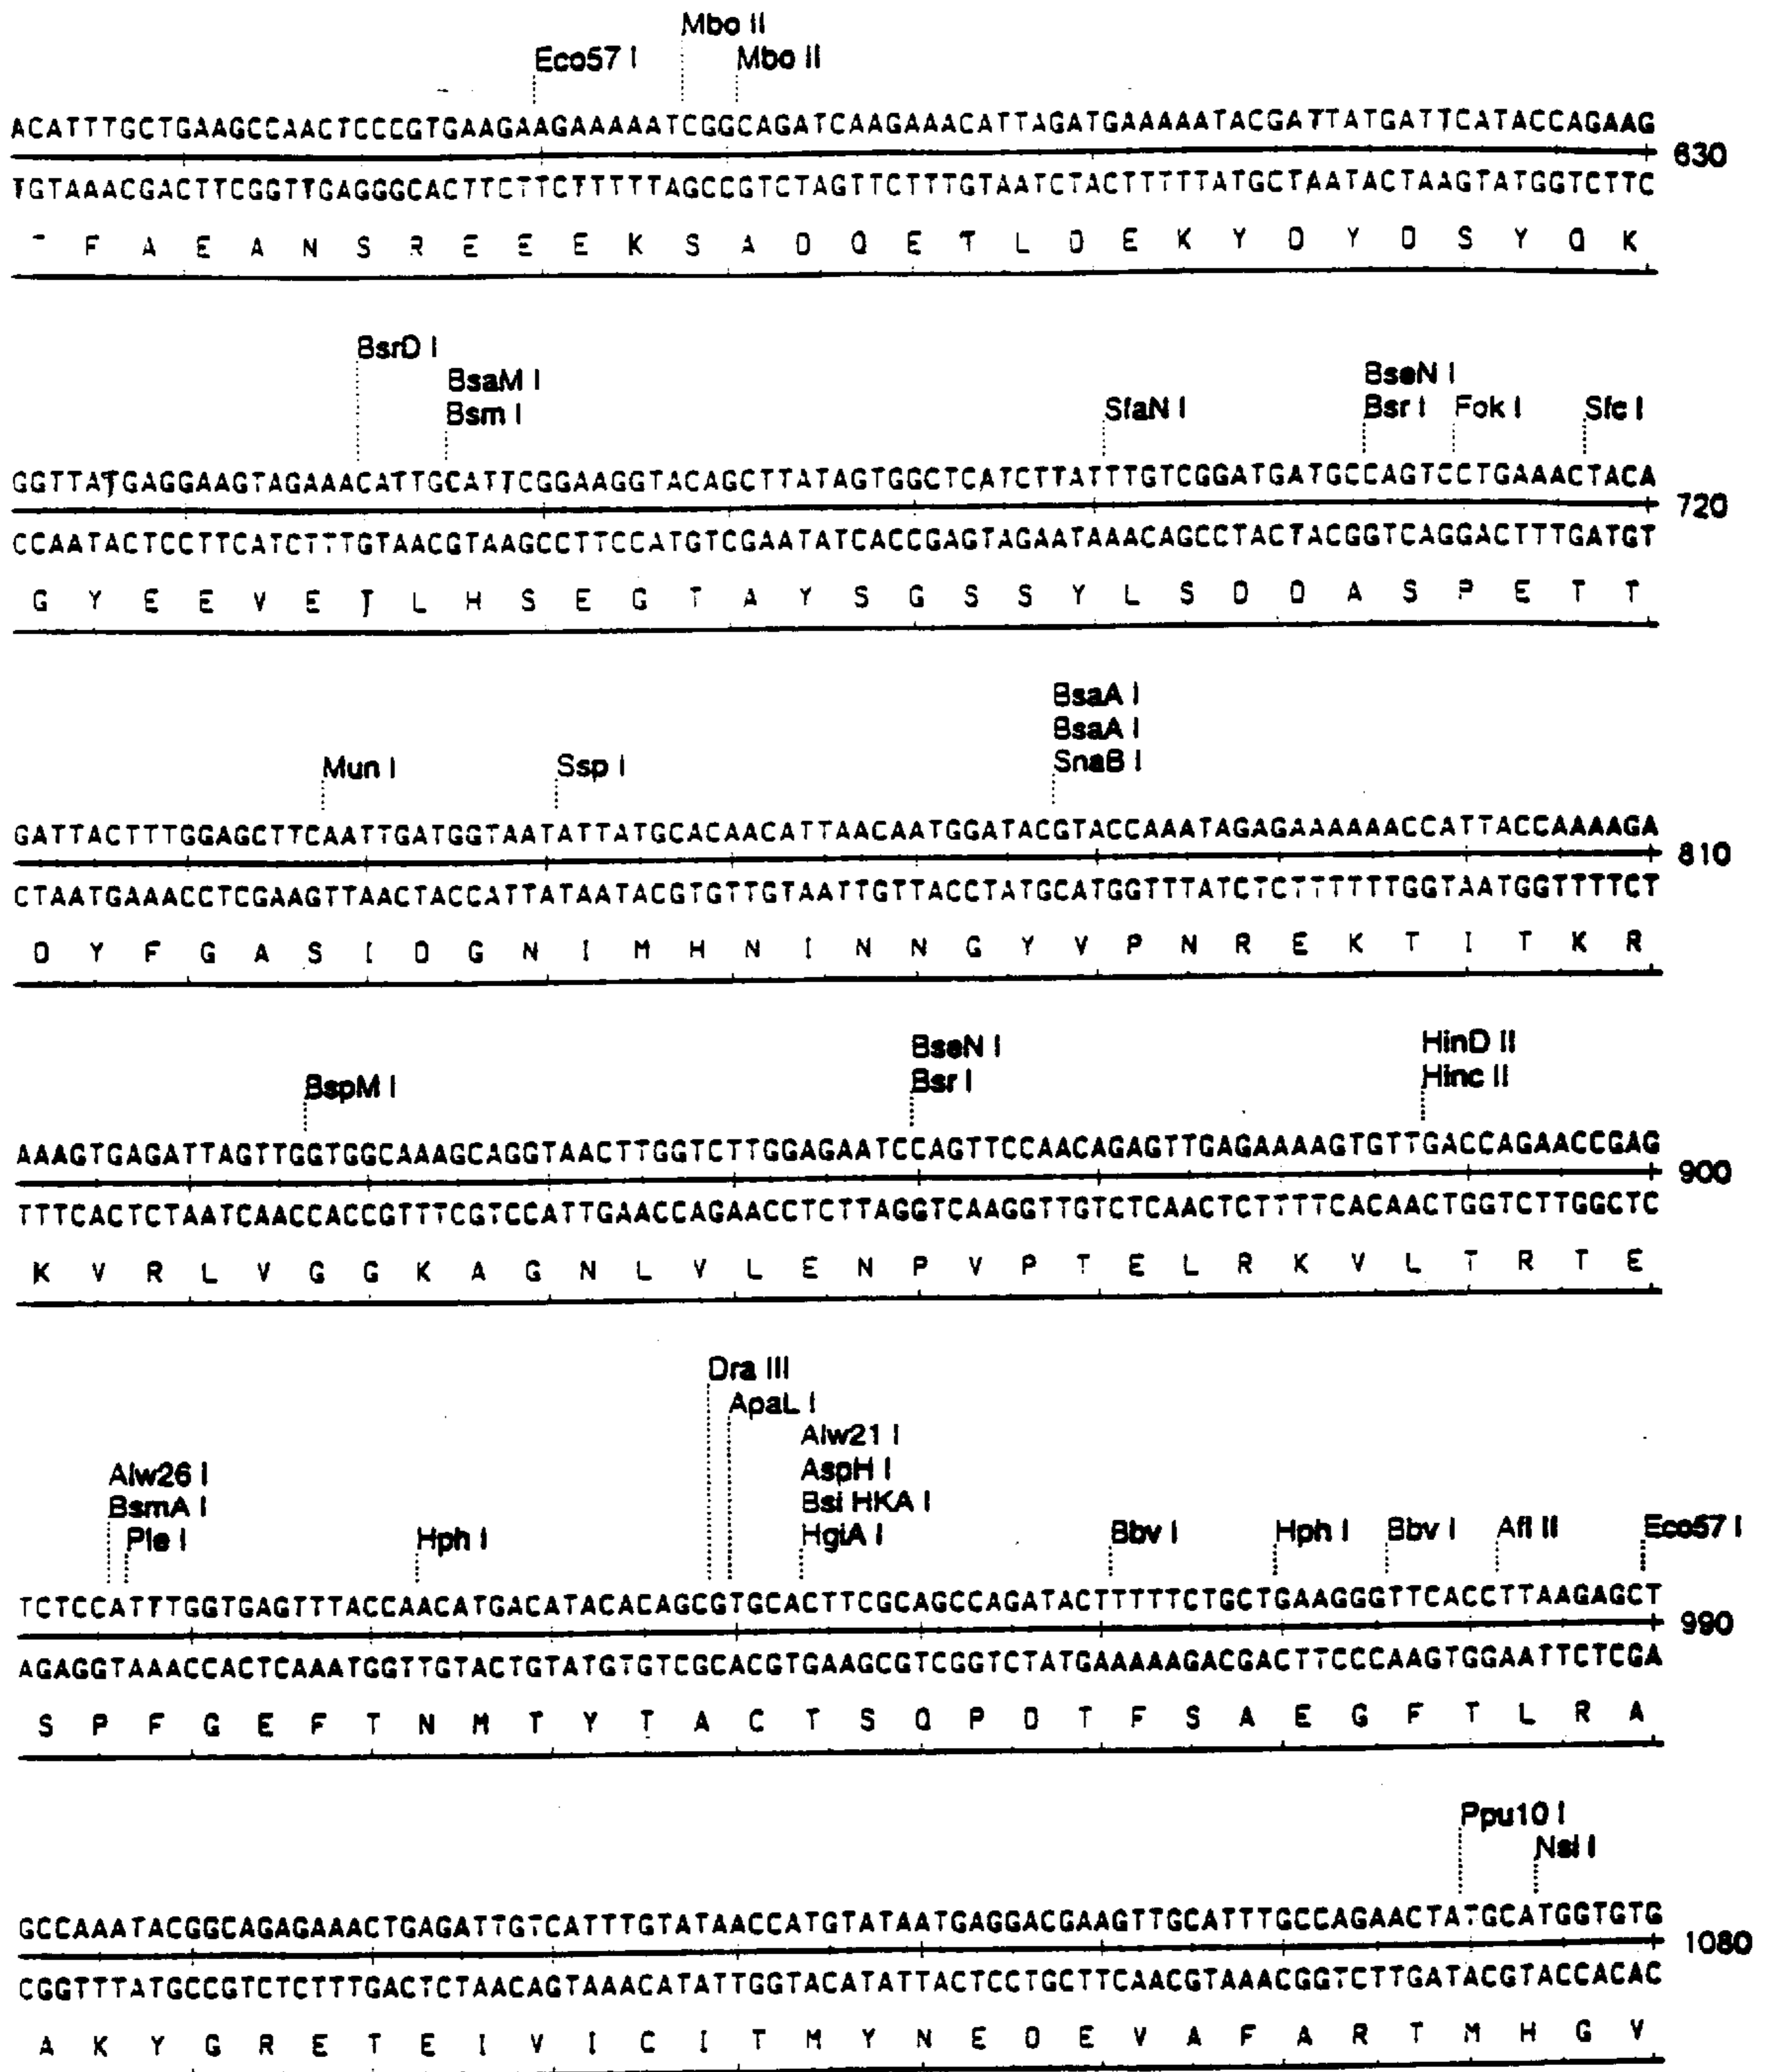 Mbo II
Eco57 I Mbo II
ACATTTGCTGAAGCCAACTCCCGTGAAGAAGAAAAATCGGCAGATCAAGAAACATTAGATGAAAAATACGATTATGATTCATACCAGAAG
630
TGTAAACGACTTCGGTTGAGGGCACTTCTTCTTTTTAGCCGTCTAGTTCTTTGTAATCTACTTTTTATGCTAATACTAAGTATGGTCTTC
T F A E A N S R E E E K S A D Q E T L D E K Y D Y D S Y Q K
BsrD I
BsaM I BseN I
Bsm I SfaN I Bsr I Fok I Sfc I
GGTTATGAGGAAGTAGAAACATTGCATTCGGAAGGTACAGCTTATAGTGGCTCATCTTATTTGTCGGATGATGCCAGTCCTGAAACTACA
720
CCAATACTCCTTCATCTTTGTAACGTAAGCCTTCCATGTCGAATATCACCGAGTAGAATAAACAGCCTACTACGGTCAGGACTTTGATGT
G Y E E V E T L H S E G T A Y S G S S Y L S D D A S P E T T
BsaA I
BsaA I
Mun I Ssp I SnaB I
GATTACTTTGGAGCTTCAATTGATGGTAATATTATGCACAACATTAACAATGGATACGTACCAAATAGAGAAAAAACCATTACCAAAAGA
810
CTAATGAAACCTCGAAGTTAACTACCATTATAATACGTGTTGTAATTGTTACCTATGCATGGTTTATCTCTTTTTTGGTAATGGTTTTCT
D Y F G A S I D G N I M H N I N N G Y V P N R E K T I T K R
BseN I HinD II
BspM I Bsr I Hinc II
AAAGTGAGATTAGTTGGTGGCAAAGCAGGTAACTTGGTCTTGGAGAATCCAGTTCCAACAGAGTTGAGAAAAGTGTTGACCAGAACCGAG
900
TTTCACTCTAATCAACCACCGTTTCGTCCATTGAACCAGAACCTCTTAGGTCAAGGTTGTCTCAACTCTTTTCACAACTGGTCTTGGCTC
K V R L V G G K A G N L V L E N P V P T E L R K V L T R T E
Dra III
ApaL I
Alw21 I
Alw26 I AspH I
BsmA I Bsi HKA I
Ple I Hph I HgiA I Bbv I Hph I Bbv I Afl II Eco57 I
TCTCCATTTGGTGAGTTTACCAACATGACATACACAGCGTGCACTTCGCAGCCAGATACTTTTTCTGCTGAAGGGTTCACCTTAAGAGCT
990
AGAGGTAAACCACTCAAATGGTTGTACTGTATGTGTCGCACGTGAAGCGTCGGTCTATGAAAAAGACGACTTCCCAAGTGGAATTCTCGA
S P F G E F T N M T Y T A C T S Q P D T F S A E G F T L R A
Ppu10 I
Nsi I
GCCAAATACGGCAGAGAAACTGAGATTGTCATTTGTATAACCATGTATAATGAGGACGAAGTTGCATTTGCCAGAACTATGCATGGTGTG
1080
CGGTTTATGCCGTCTCTTTGACTCTAACAGTAAACATATTGGTACATATTACTCCTGCTTCAACGTAAACGGTCTTGATACGTACCACAC
A K Y G R E T E I V I C I T M Y N E D E V A F A R T M H G V